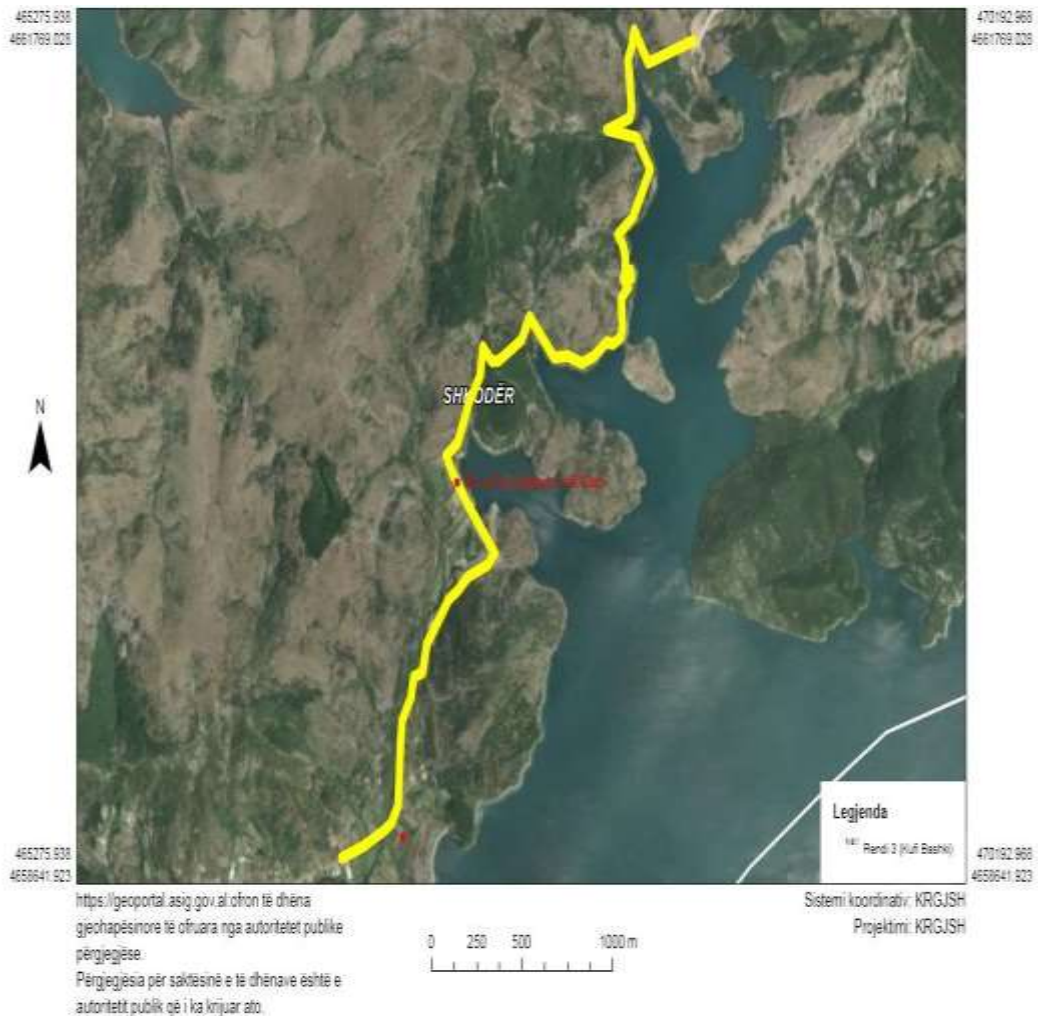 465275.938
4661769.028
470192.968
4661769.028
N
SHKODËR
Legjenda
Rendi 3 (Kufi Bashki)
465275.938
4658641.923
470192.968
4658641.923
https://geoportal.asig.gov.al ofron të dhëna
gjeohapësinore të ofruara nga autoritetet publike
përgjegjëse.
Përgjegjësia për saktësinë e të dhënave është e
autoritetit publik që i ka krijuar ato.
0 250 500 1000 m
Sistemi koordinativ: KRGJSH
Projektimi: KRGJSH